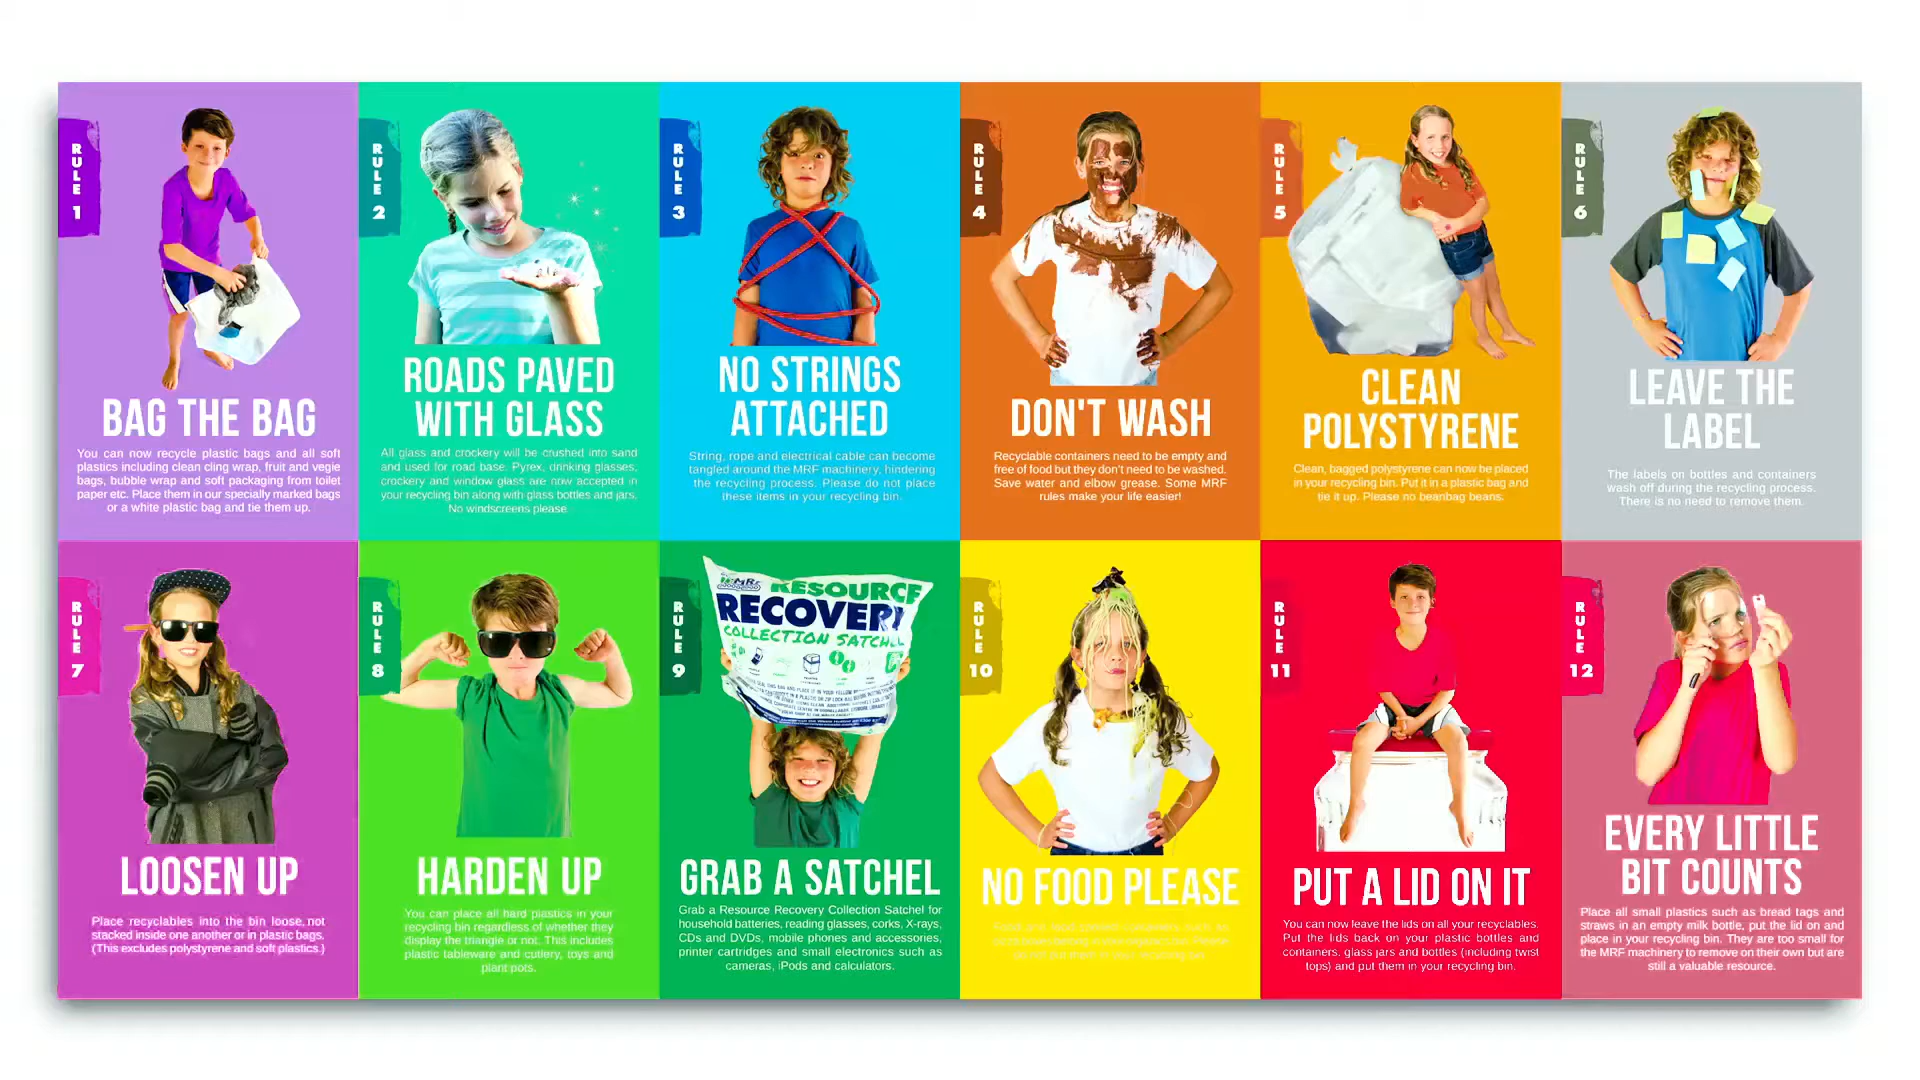 RULE 1
BAG THE BAG
You can now recycle plastic bags and all soft
plastics including clean cling wrap, fruit and vegie
bags, bubble wrap and soft packaging from toilet
paper etc. Place them in our specially marked bags
or a white plastic bag and tie them up.
RULE 2
ROADS PAVED
WITH GLASS
All glass and crockery will be crushed into sand
and used for road base. Pyrex, drinking glasses,
crockery and window glass are now accepted in
your recycling bin along with glass bottles and jars.
No windscreens please.
RULE 3
NO STRINGS
ATTACHED
String, rope and electrical cable can become
tangled around the MRF machinery, hindering
the recycling process. Please do not place
these items in your recycling bin.
RULE 4
DON'T WASH
Recyclable containers need to be empty and
free of food but they don't need to be washed.
Save water and elbow grease. Some MRF
rules make your life easier!
RULE 5
CLEAN
POLYSTYRENE
Clean, bagged polystyrene can now be placed
in your recycling bin. Put it in a plastic bag and
tie it up. Please no beanbag beans.
RULE 6
LEAVE THE
LABEL
The labels on bottles and containers
wash off during the recycling process.
There is no need to remove them.
RULE 7
LOOSEN UP
Place recyclables into the bin loose, not
stacked inside one another or in plastic bags.
(This excludes polystyrene and soft plastics.)
RULE 8
HARDEN UP
You can place all hard plastics in your
recycling bin regardless of whether they
display the triangle or not. This includes
plastic tableware and cutlery, toys and
plant pots.
RULE 9
RESOURCE
RECOVERY
COLLECTION SATCHEL
GRAB A SATCHEL
Grab a Resource Recovery Collection Satchel for
household batteries, reading glasses, corks, X-rays,
CDs and DVDs, mobile phones and accessories,
printer cartridges and small electronics such as
cameras, iPods and calculators.
RULE 10
NO FOOD PLEASE
RULE 11
PUT A LID ON IT
You can now leave the lids on all your recyclables.
Put the lids back on your plastic bottles and
containers, glass jars and bottles (including twist
tops) and put them in your recycling bin.
RULE 12
EVERY LITTLE
BIT COUNTS
Place all small plastics such as bread tags and
straws in an empty milk bottle, put the lid on and
place in your recycling bin. They are too small for
the MRF machinery to remove on their own but are
still a valuable resource.